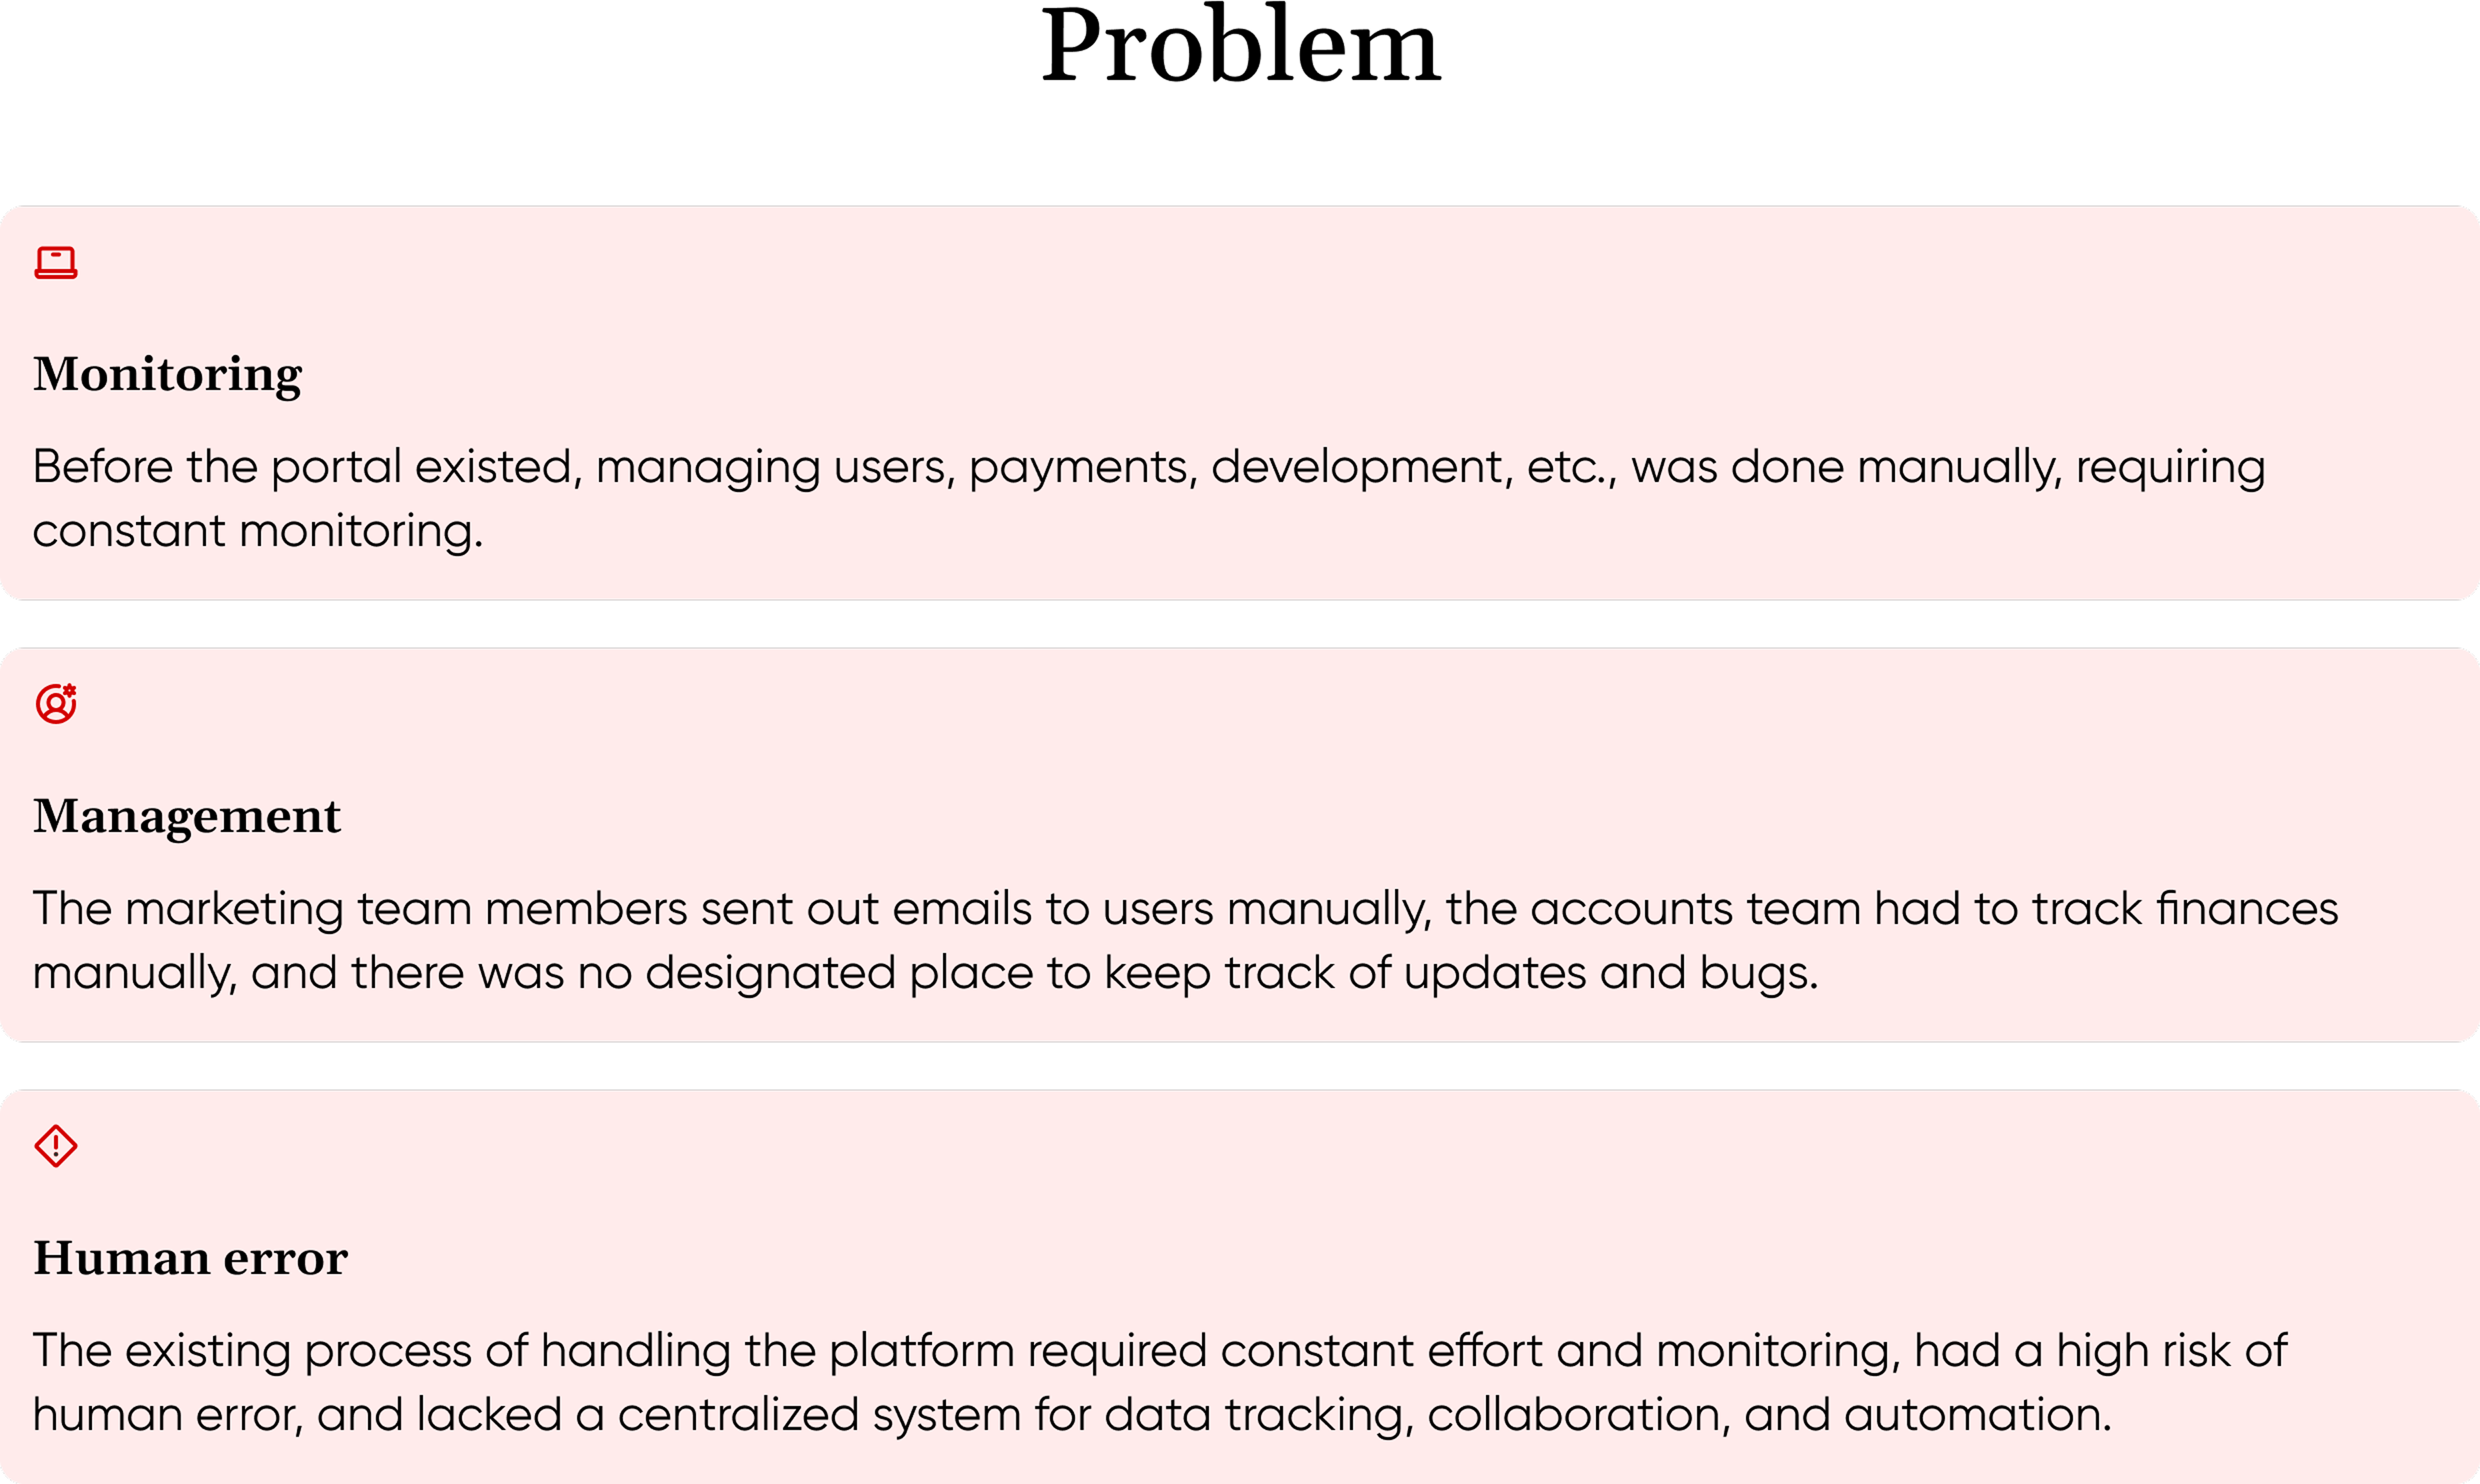 Problem
Monitoring
Before the portal existed, managing users, payments, development, etc., was done manually, requiring
constant monitoring.
Management
The marketing team members sent out emails to users manually, the accounts team had to track finances
manually, and there was no designated place to keep track of updates and bugs.
Human error
The existing process of handling the platform required constant effort and monitoring, had a high risk of
human error, and lacked a centralized system for data tracking, collaboration, and automation.